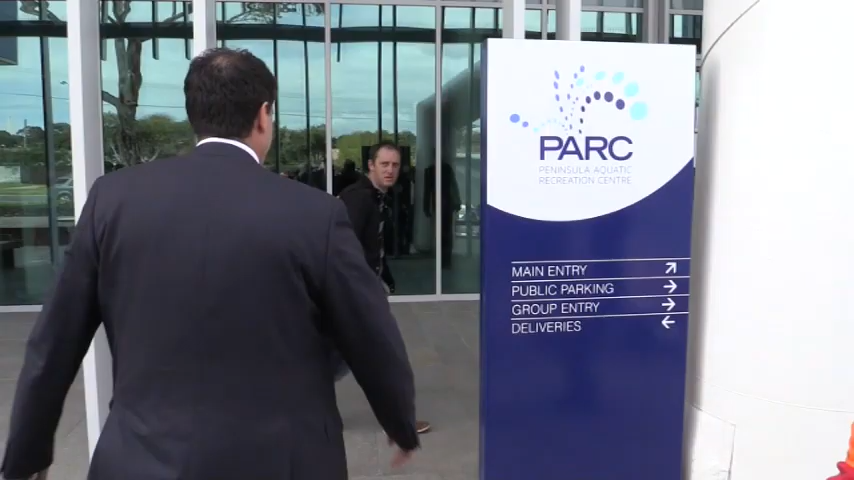 PARC
PENINSULA AQUATIC
RECREATION CENTRE
MAIN ENTRY ↗
PUBLIC PARKING →
GROUP ENTRY →
DELIVERIES ←